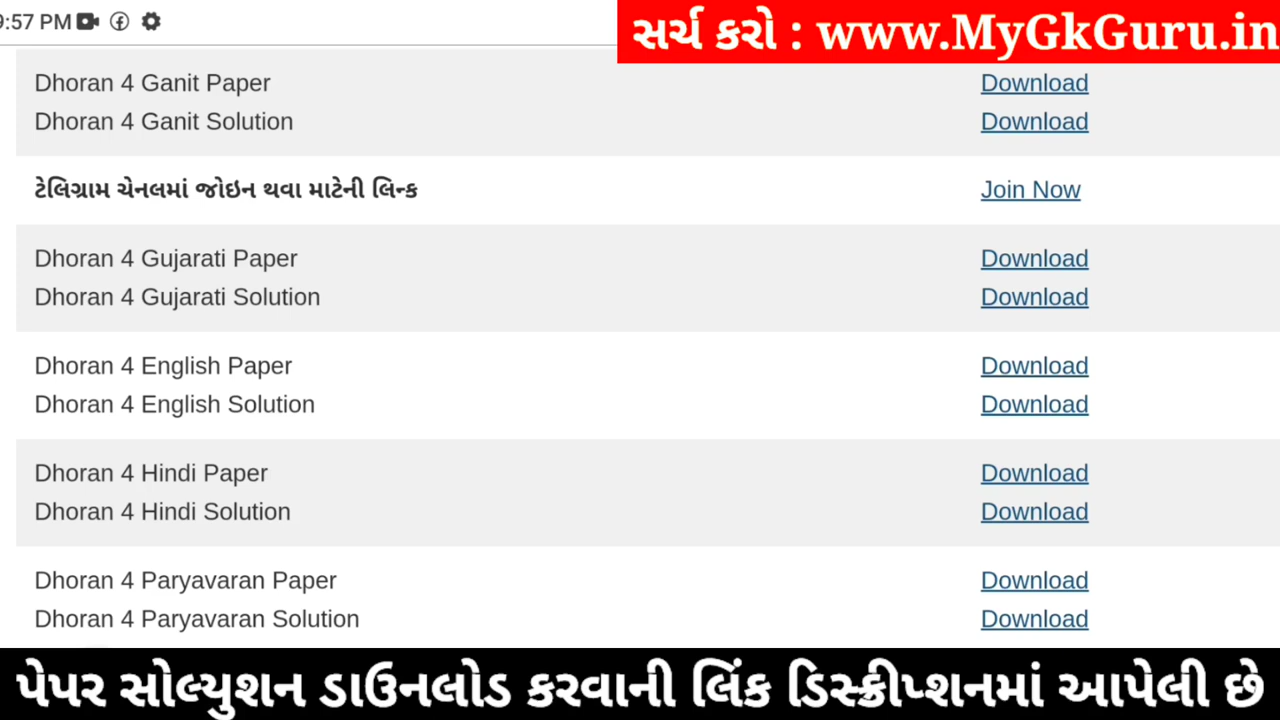 9:57 PM
સર્ચ કરો : www.MyGkGuru.in
Dhoran 4 Ganit Paper Download
Dhoran 4 Ganit Solution Download
ટેલિગ્રામ ચેનલમાં જોઇન થવા માટેની લિન્ક Join Now
Dhoran 4 Gujarati Paper Download
Dhoran 4 Gujarati Solution Download
Dhoran 4 English Paper Download
Dhoran 4 English Solution Download
Dhoran 4 Hindi Paper Download
Dhoran 4 Hindi Solution Download
Dhoran 4 Paryavaran Paper Download
Dhoran 4 Paryavaran Solution Download
પેપર સોલ્યુશન ડાઉનલોડ કરવાની લિંક ડિસ્ક્રીપ્શનમાં આપેલી છે